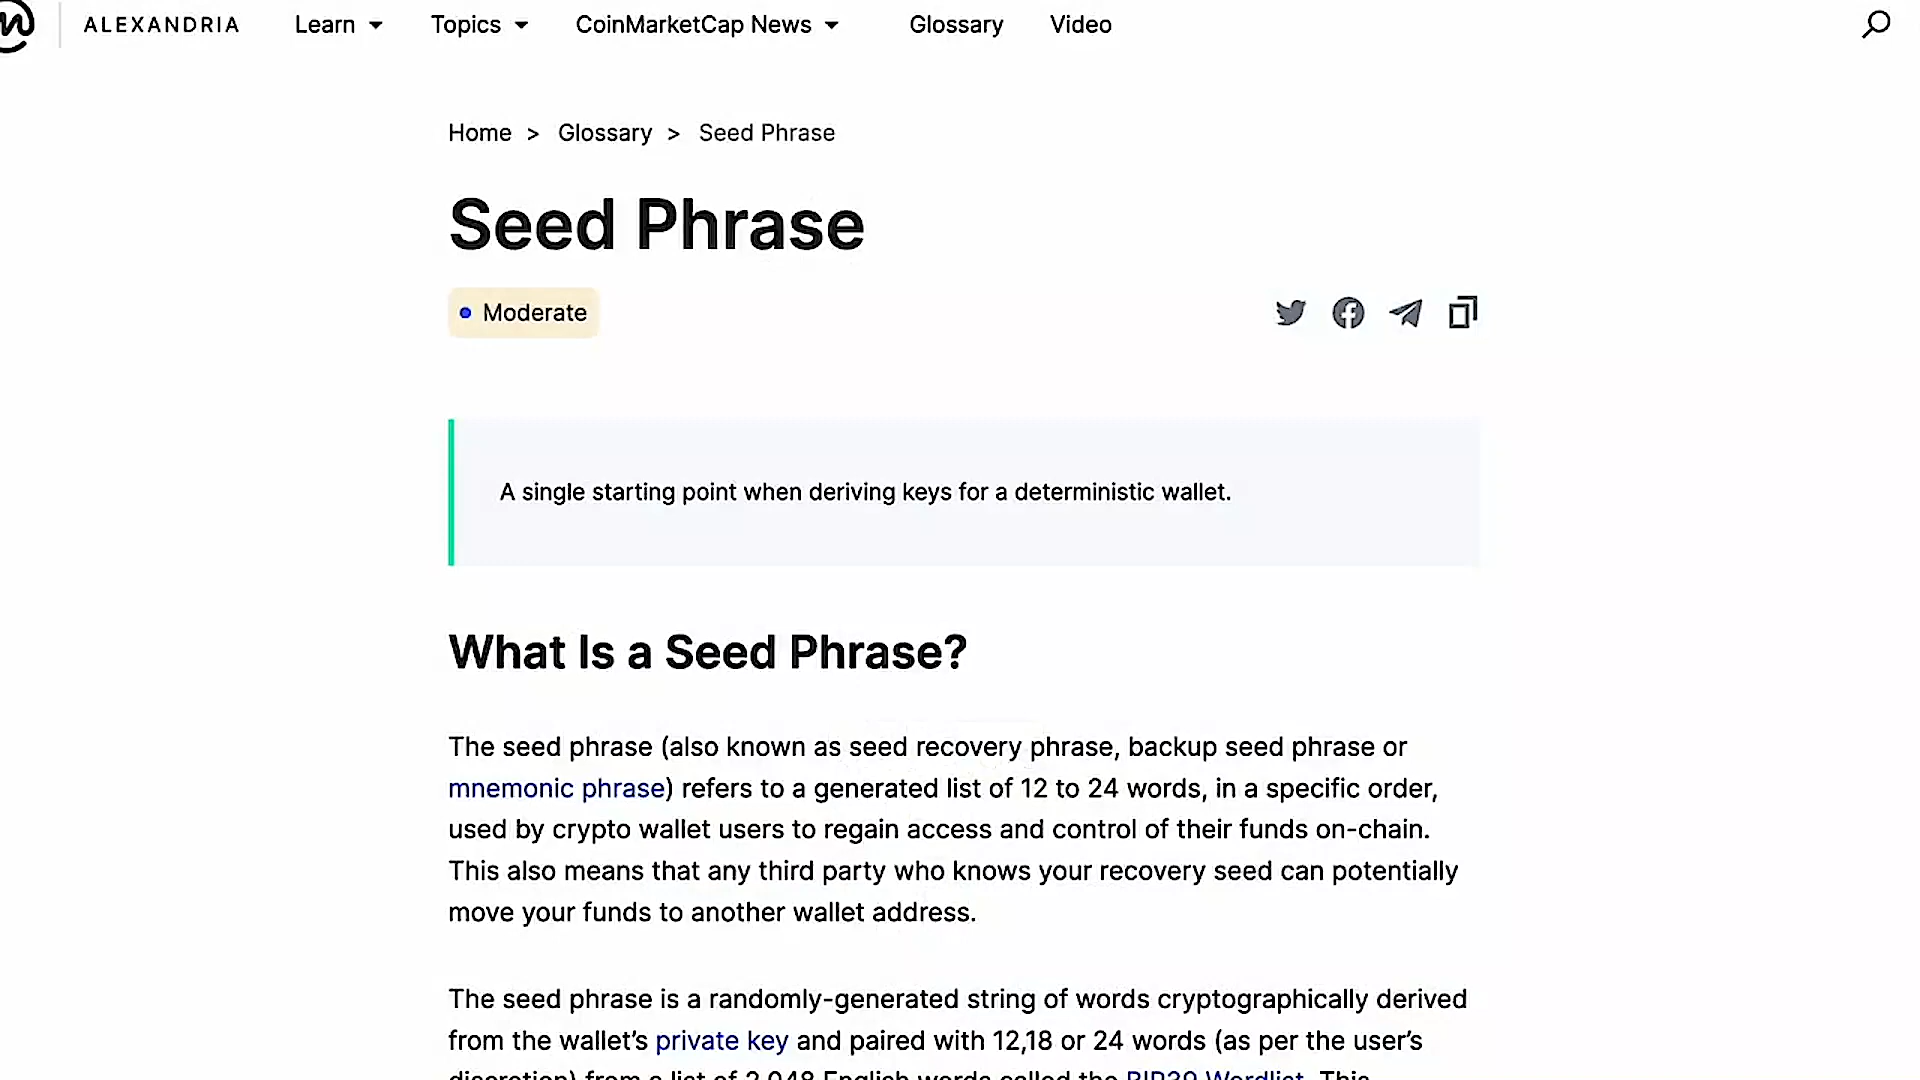 ALEXANDRIA Learn Topics CoinMarketCap News Glossary Video
Home > Glossary > Seed Phrase
Seed Phrase
Moderate
A single starting point when deriving keys for a deterministic wallet.
What Is a Seed Phrase?
The seed phrase (also known as seed recovery phrase, backup seed phrase or
mnemonic phrase) refers to a generated list of 12 to 24 words, in a specific order,
used by crypto wallet users to regain access and control of their funds on-chain.
This also means that any third party who knows your recovery seed can potentially
move your funds to another wallet address.
The seed phrase is a randomly-generated string of words cryptographically derived
from the wallet’s private key and paired with 12,18 or 24 words (as per the user’s
discretion) from a list of 2,048 English words called the BIP39 Wordlist. This